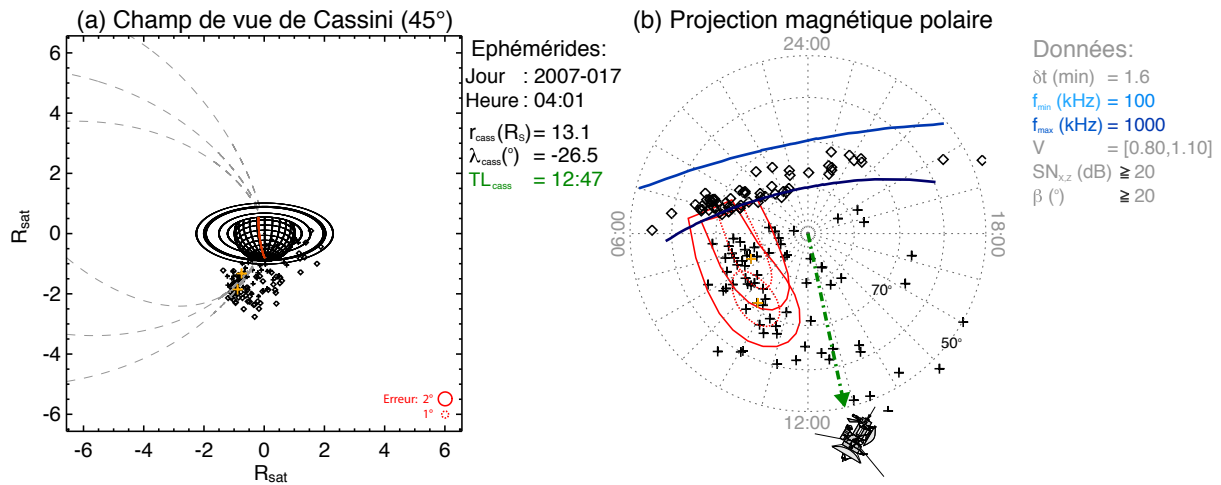 (a) Champ de vue de Cassini (45°)
6
4
2
0
-2
-4
-6
R_sat
-6 -4 -2 0 2 4 6
R_sat
Erreur: 2°
1°
Ephémérides:
Jour : 2007-017
Heure : 04:01
r_cass(R_S) = 13.1
λ_cass(°) = -26.5
TL_cass = 12:47
(b) Projection magnétique polaire
24:00
06:00
18:00
70°
50°
12:00
Données:
δt (min) = 1.6
f_min (kHz) = 100
f_max (kHz) = 1000
V = [0.80,1.10]
SN_X,Z (dB) ≧ 20
β (°) ≧ 20